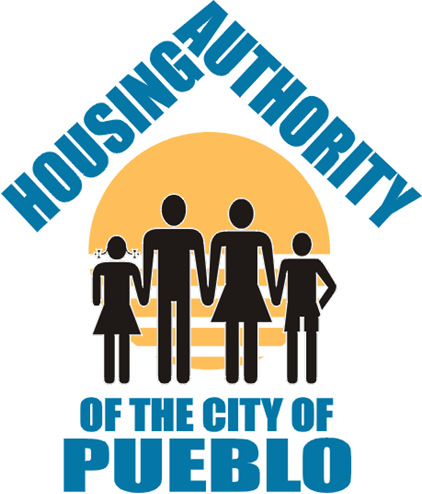 HOUSING AUTHORITY
OF THE CITY OF
PUEBLO